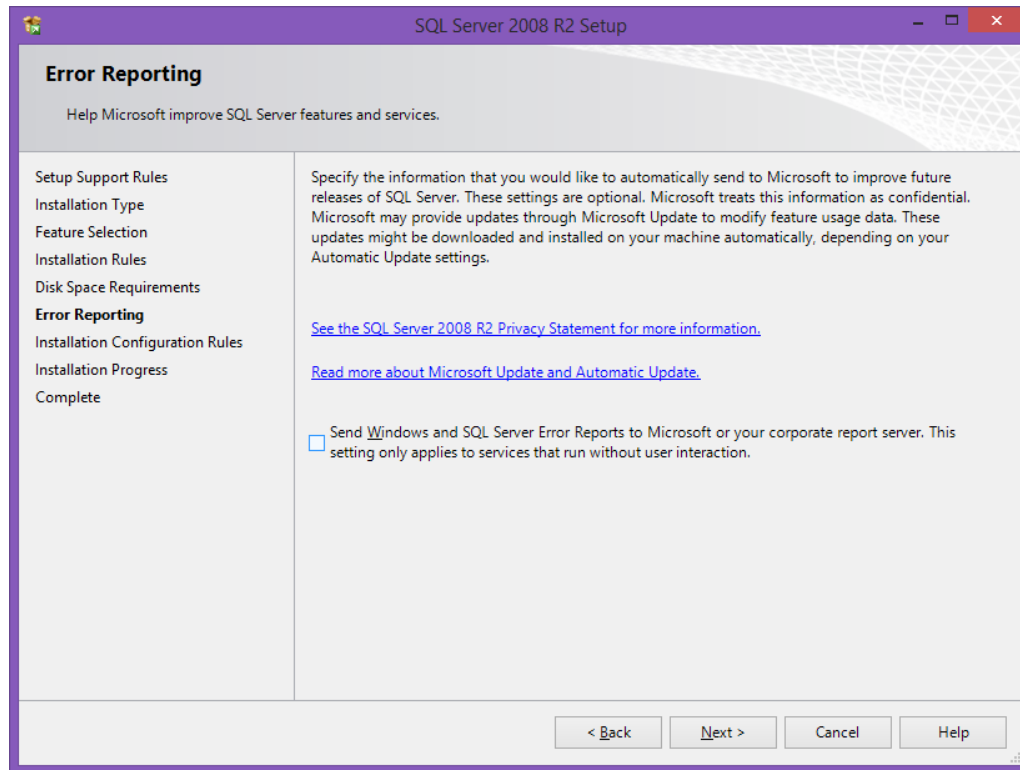 SQL Server 2008 R2 Setup
Error Reporting
Help Microsoft improve SQL Server features and services.
Setup Support Rules
Installation Type
Feature Selection
Installation Rules
Disk Space Requirements
Error Reporting
Installation Configuration Rules
Installation Progress
Complete
Specify the information that you would like to automatically send to Microsoft to improve future
releases of SQL Server. These settings are optional. Microsoft treats this information as confidential.
Microsoft may provide updates through Microsoft Update to modify feature usage data. These
updates might be downloaded and installed on your machine automatically, depending on your
Automatic Update settings.
See the SQL Server 2008 R2 Privacy Statement for more information.
Read more about Microsoft Update and Automatic Update.
Send Windows and SQL Server Error Reports to Microsoft or your corporate report server. This
setting only applies to services that run without user interaction.
< Back
Next >
Cancel
Help